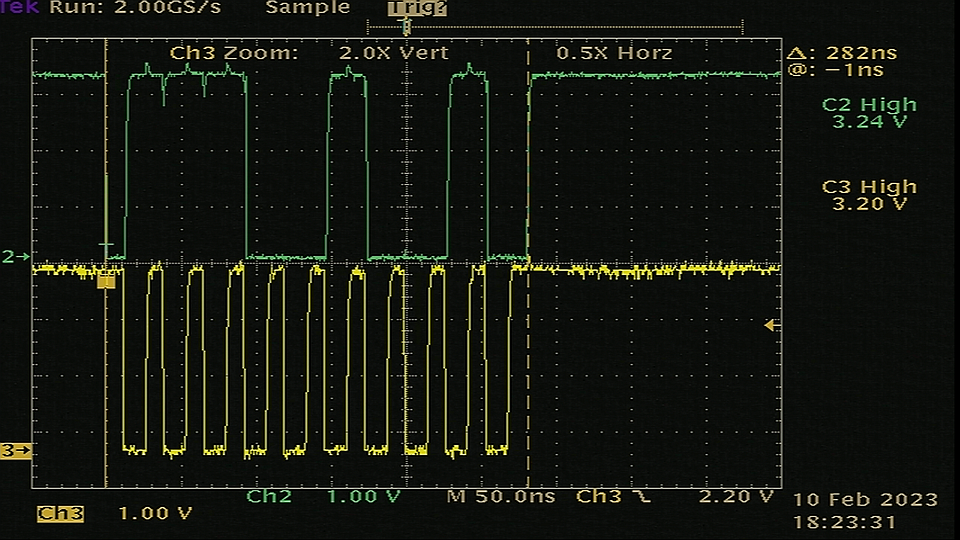 Tek Run: 2.00GS/s Sample Trig?
Ch3 Zoom: 2.0X Vert 0.5X Horz
Δ: 282ns
@: -1ns
C2 High
3.24 V
C3 High
3.20 V
2→
3→
Ch2 1.00 V M 50.0ns Ch3 2.20 V
Ch3 1.00 V
10 Feb 2023
18:23:31